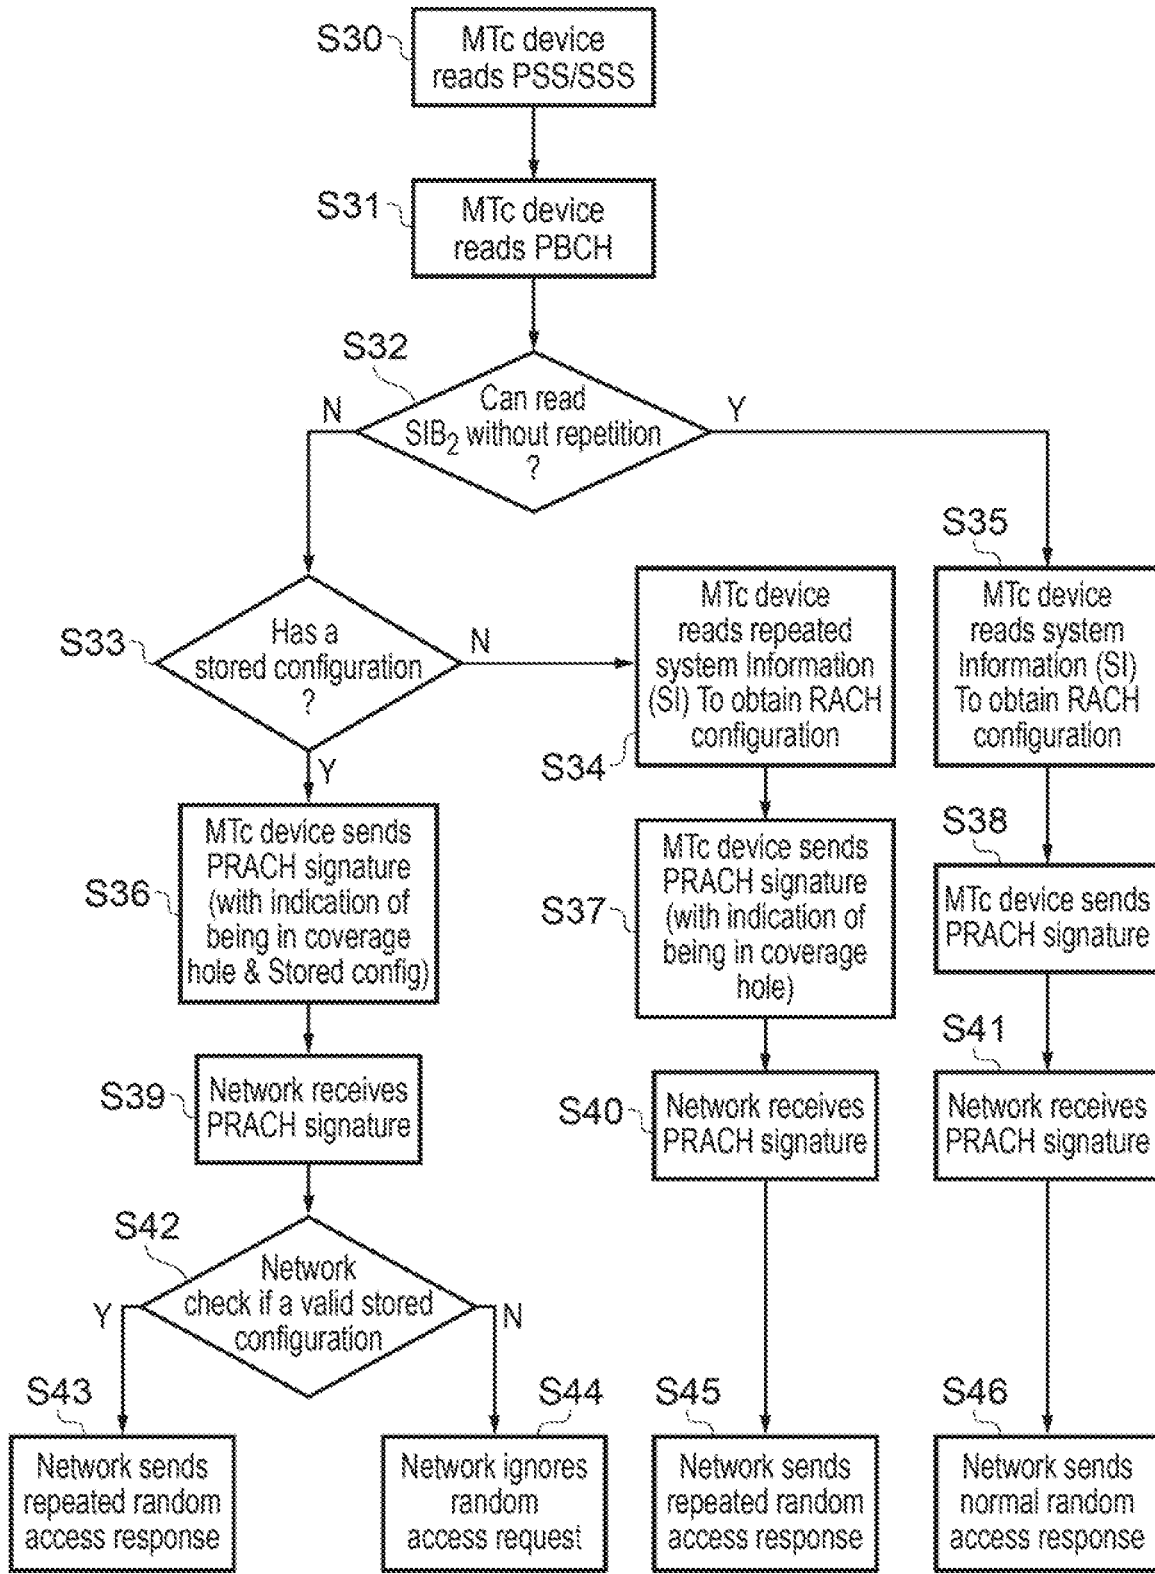 S30
MTc device
reads PSS/SSS
S31
MTc device
reads PBCH
S32
N
Can read
SIB2 without repetition
?
Y
S33
Has a
stored configuration
?
N
Y
S34
MTc device
reads repeated
system Information
(SI) To obtain RACH
configuration
S35
MTc device
reads system
Information (SI)
To obtain RACH
configuration
S36
MTc device sends
PRACH signature
(with indication of
being in coverage
hole & Stored config)
S37
MTc device sends
PRACH signature
(with indication of
being in coverage
hole)
S38
MTc device sends
PRACH signature
S39
Network receives
PRACH signature
S40
Network receives
PRACH signature
S41
Network receives
PRACH signature
S42
Y
Network
check if a valid stored
configuration
N
S43
Network sends
repeated random
access response
S44
Network ignores
random
access request
S45
Network sends
repeated random
access response
S46
Network sends
normal random
access response